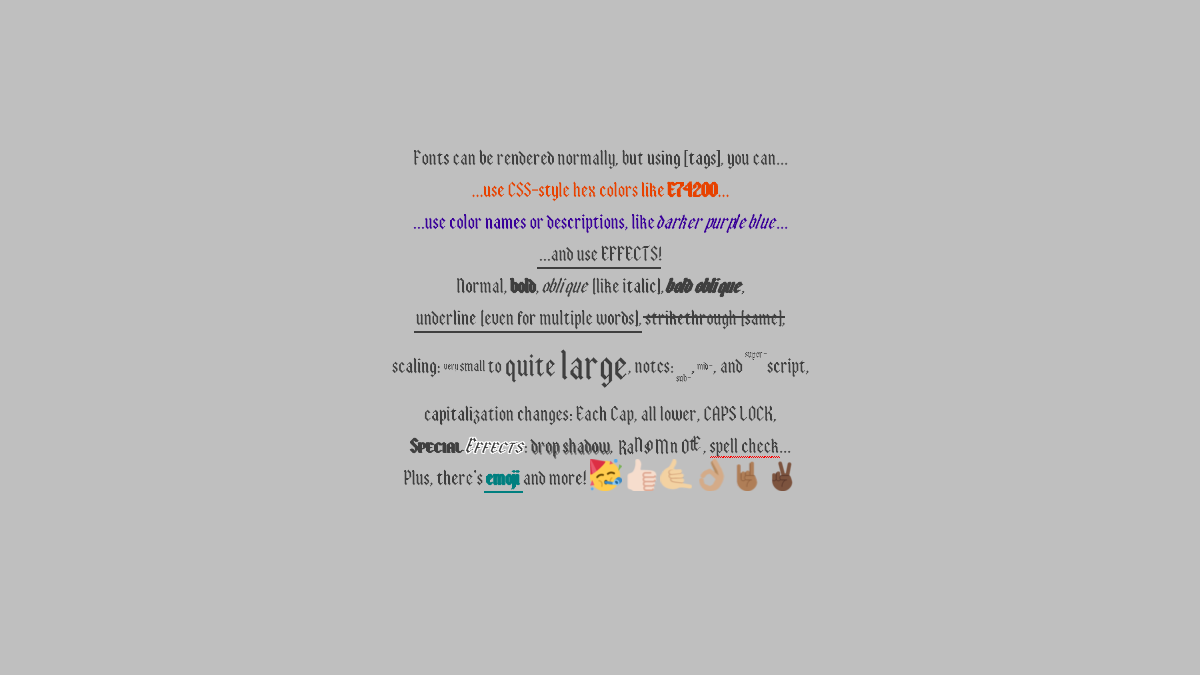 Fonts can be rendered normally, but using [tags], you can...
...use CSS-style hex colors like E74200...
...use color names or descriptions, like darker purple blue...
...and use EFFECTS!
Normal, bold, oblique (like italic), bold oblique,
underline (even for multiple words), strikethrough (same),
scaling: very small to quite large, notes: sub-, mid-, and super- script,
capitalization changes: Each Cap, all lower, CAPS LOCK,
Special Effects: drop shadow, RaNsOMn OtE, spell check...
Plus, there's emoji and more! 🥳👍🏻🤙🏼👌🏽🤘🏾✌🏿